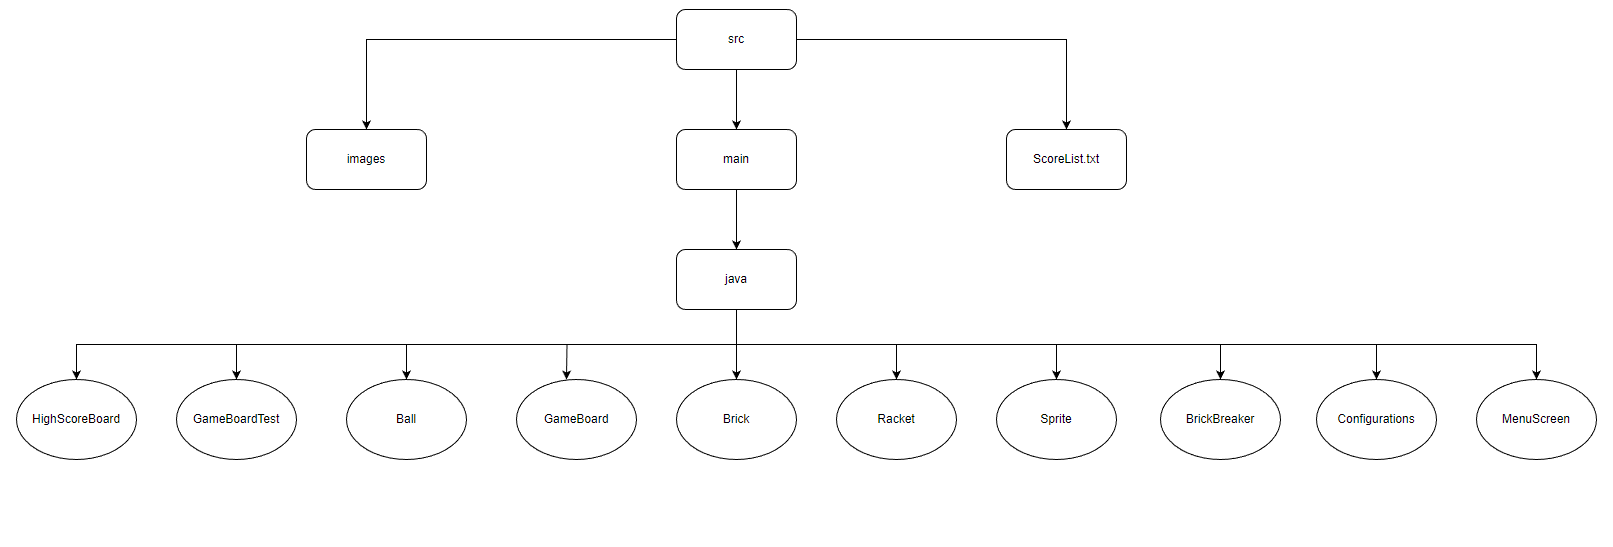 src
images
main
ScoreList.txt
java
HighScoreBoard
GameBoardTest
Ball
GameBoard
Brick
Racket
Sprite
BrickBreaker
Configurations
MenuScreen